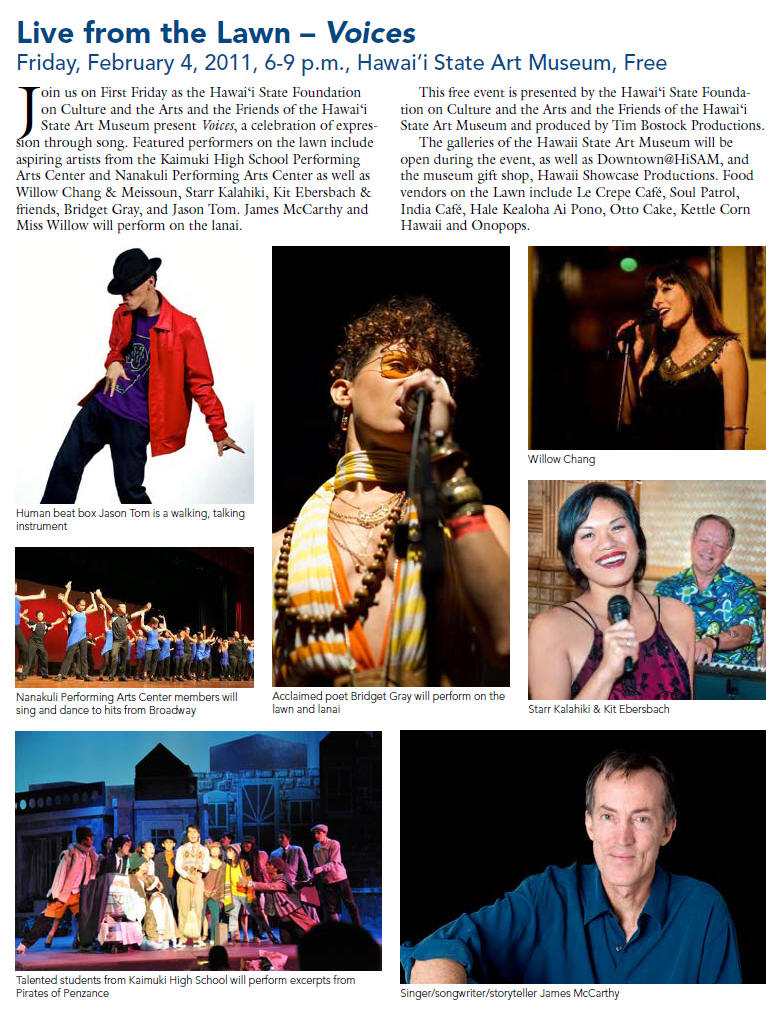 Live from the Lawn – Voices
Friday, February 4, 2011, 6-9 p.m., Hawai‘i State Art Museum, Free
Join us on First Friday as the Hawai‘i State Foundation
on Culture and the Arts and the Friends of the Hawai‘i
State Art Museum present Voices, a celebration of expres-
sion through song. Featured performers on the lawn include
aspiring artists from the Kaimuki High School Performing
Arts Center and Nanakuli Performing Arts Center as well as
Willow Chang & Meissoun, Starr Kalahiki, Kit Ebersbach &
friends, Bridget Gray, and Jason Tom. James McCarthy and
Miss Willow will perform on the lanai.
This free event is presented by the Hawai‘i State Founda-
tion on Culture and the Arts and the Friends of the Hawai‘i
State Art Museum and produced by Tim Bostock Productions.
The galleries of the Hawaii State Art Museum will be
open during the event, as well as Downtown@HiSAM, and
the museum gift shop, Hawaii Showcase Productions. Food
vendors on the Lawn include Le Crepe Café, Soul Patrol,
India Café, Hale Kealoha Ai Pono, Otto Cake, Kettle Corn
Hawaii and Onopops.
Human beat box Jason Tom is a walking, talking
instrument
Nanakuli Performing Arts Center members will
sing and dance to hits from Broadway
Acclaimed poet Bridget Gray will perform on the
lawn and lanai
Willow Chang
Starr Kalahiki & Kit Ebersbach
Talented students from Kaimuki High School will perform excerpts from
Pirates of Penzance
Singer/songwriter/storyteller James McCarthy